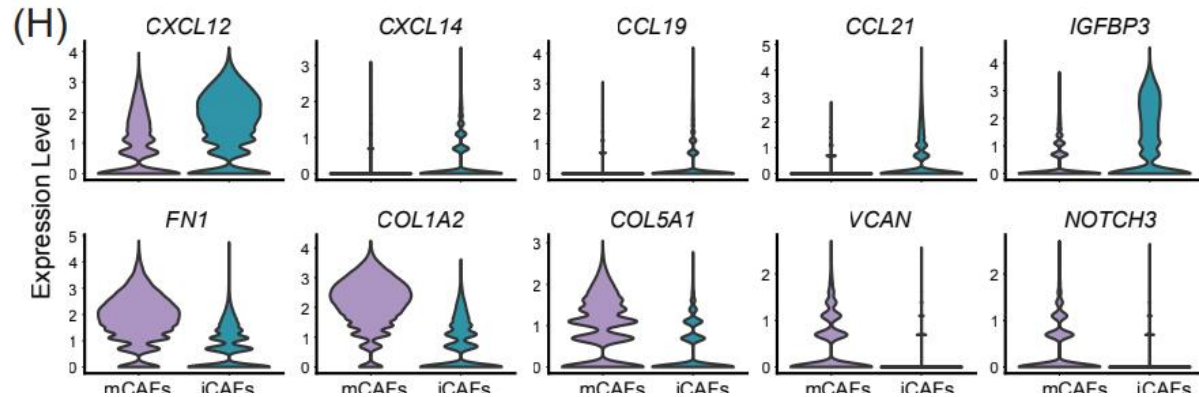 (H)
CXCL12 CXCL14 CCL19 CCL21 IGFBP3
Expression Level
4 3 2 1 0
3 2 1 0
4 3 2 1 0
5 4 3 2 1 0
4 3 2 1 0
FN1 COL1A2 COL5A1 VCAN NOTCH3
5 4 3 2 1 0
4 3 2 1 0
3 2 1 0
2 1 0
2 1 0
mCAFs iCAFs mCAFs iCAFs mCAFs iCAFs mCAFs iCAFs mCAFs iCAFs